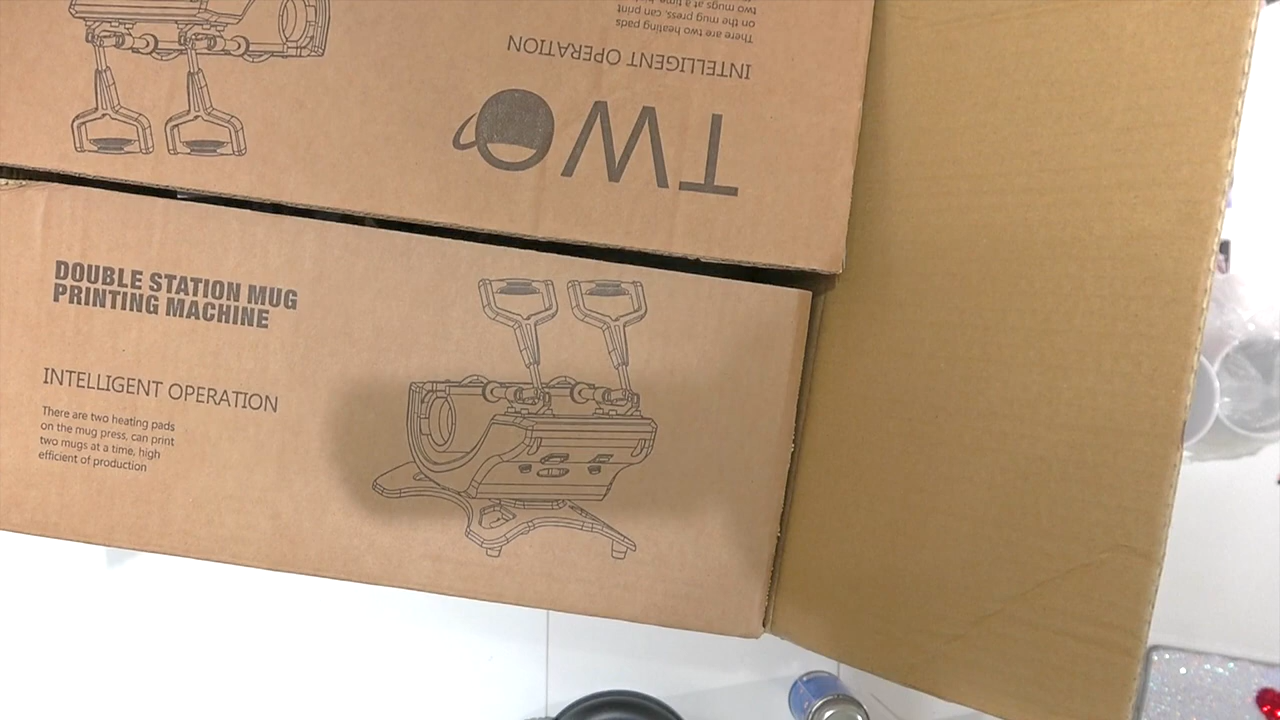 TWO
INTELLIGENT OPERATION
There are two heating pads
on the mug press, can print
two mugs at a time,
DOUBLE STATION MUG
PRINTING MACHINE
INTELLIGENT OPERATION
There are two heating pads
on the mug press, can print
two mugs at a time, high
efficient of production